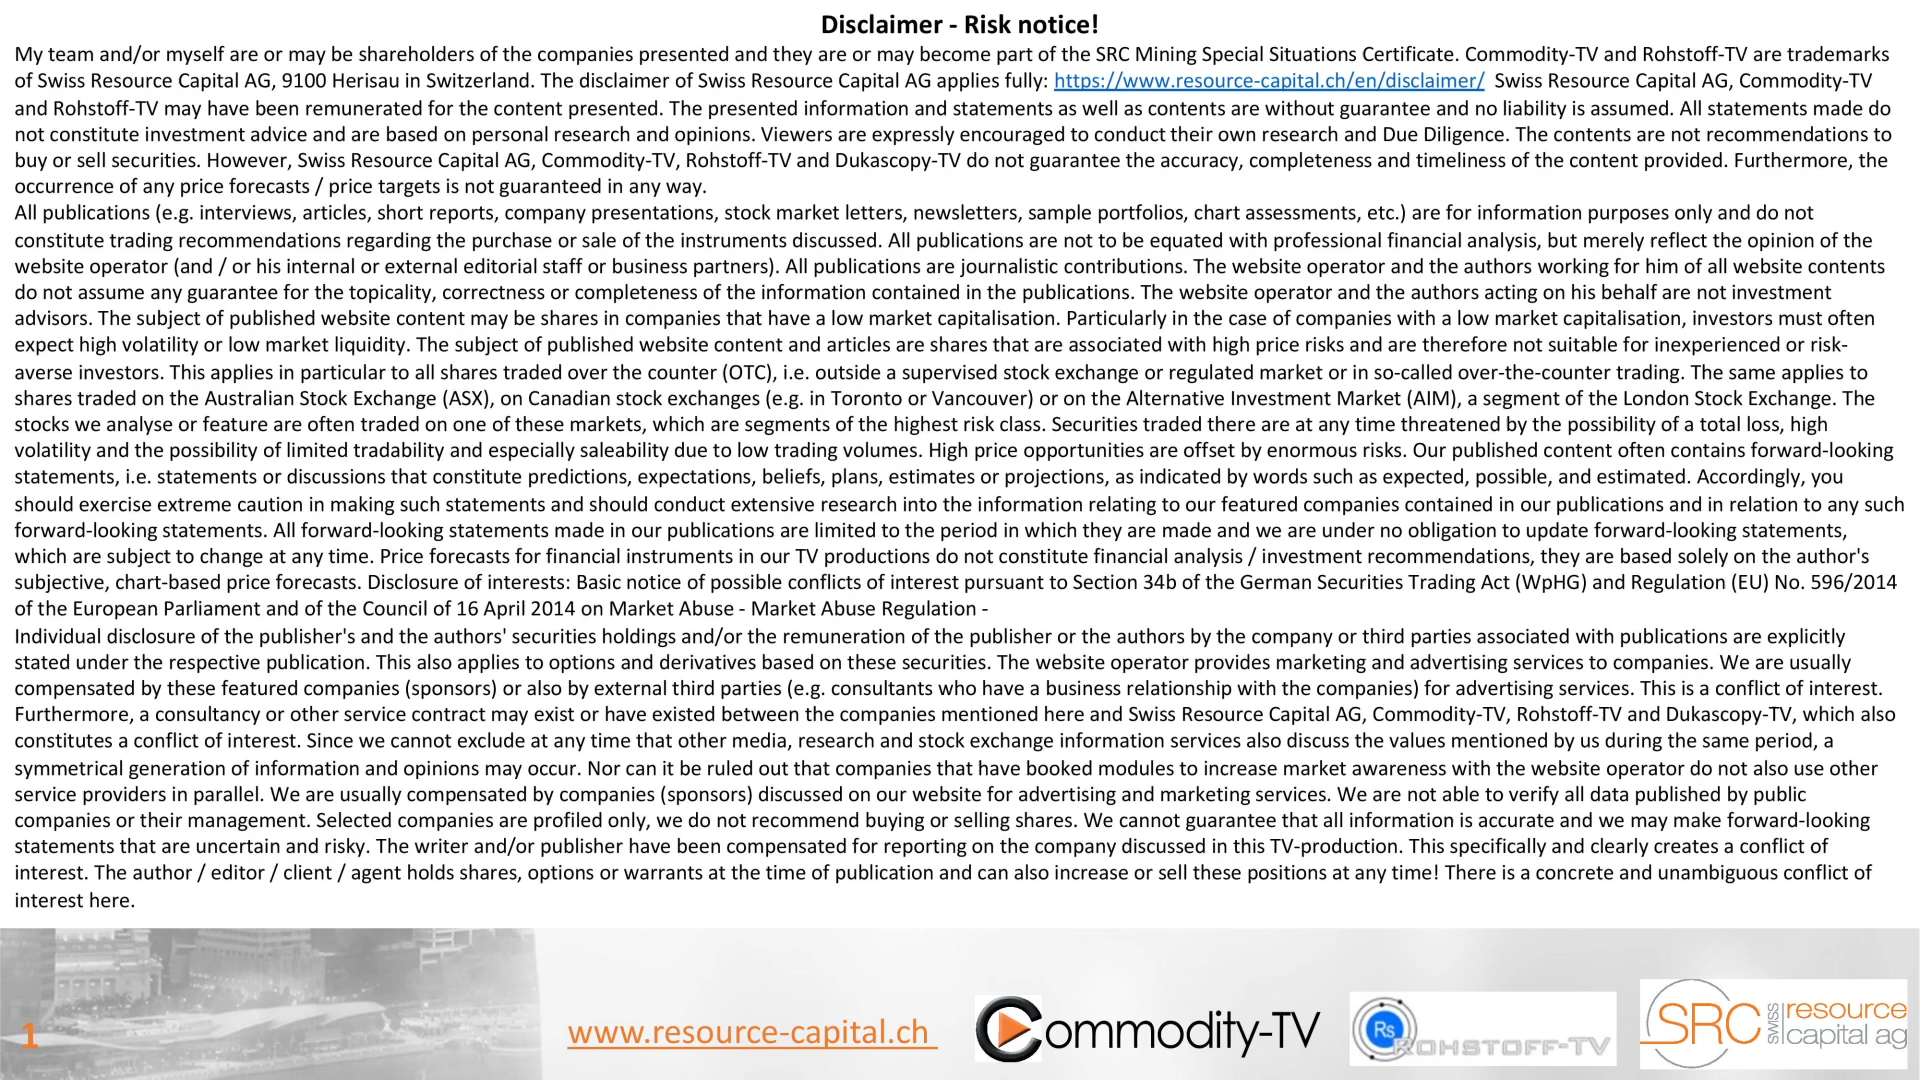 Disclaimer - Risk notice!
My team and/or myself are or may be shareholders of the companies presented and they are or may become part of the SRC Mining Special Situations Certificate. Commodity-TV and Rohstoff-TV are trademarks
of Swiss Resource Capital AG, 9100 Herisau in Switzerland. The disclaimer of Swiss Resource Capital AG applies fully: https://www.resource-capital.ch/en/disclaimer/ Swiss Resource Capital AG, Commodity-TV
and Rohstoff-TV may have been remunerated for the content presented. The presented information and statements as well as contents are without guarantee and no liability is assumed. All statements made do
not constitute investment advice and are based on personal research and opinions. Viewers are expressly encouraged to conduct their own research and Due Diligence. The contents are not recommendations to
buy or sell securities. However, Swiss Resource Capital AG, Commodity-TV, Rohstoff-TV and Dukascopy-TV do not guarantee the accuracy, completeness and timeliness of the content provided. Furthermore, the
occurrence of any price forecasts / price targets is not guaranteed in any way.
All publications (e.g. interviews, articles, short reports, company presentations, stock market letters, newsletters, sample portfolios, chart assessments, etc.) are for information purposes only and do not
constitute trading recommendations regarding the purchase or sale of the instruments discussed. All publications are not to be equated with professional financial analysis, but merely reflect the opinion of the
website operator (and / or his internal or external editorial staff or business partners). All publications are journalistic contributions. The website operator and the authors working for him of all website contents
do not assume any guarantee for the topicality, correctness or completeness of the information contained in the publications. The website operator and the authors acting on his behalf are not investment
advisors. The subject of published website content may be shares in companies that have a low market capitalisation. Particularly in the case of companies with a low market capitalisation, investors must often
expect high volatility or low market liquidity. The subject of published website content and articles are shares that are associated with high price risks and are therefore not suitable for inexperienced or risk-
averse investors. This applies in particular to all shares traded over the counter (OTC), i.e. outside a supervised stock exchange or regulated market or in so-called over-the-counter trading. The same applies to
shares traded on the Australian Stock Exchange (ASX), on Canadian stock exchanges (e.g. in Toronto or Vancouver) or on the Alternative Investment Market (AIM), a segment of the London Stock Exchange. The
stocks we analyse or feature are often traded on one of these markets, which are segments of the highest risk class. Securities traded there are at any time threatened by the possibility of a total loss, high
volatility and the possibility of limited tradability and especially saleability due to low trading volumes. High price opportunities are offset by enormous risks. Our published content often contains forward-looking
statements, i.e. statements or discussions that constitute predictions, expectations, beliefs, plans, estimates or projections, as indicated by words such as expected, possible, and estimated. Accordingly, you
should exercise extreme caution in making such statements and should conduct extensive research into the information relating to our featured companies contained in our publications and in relation to any such
forward-looking statements. All forward-looking statements made in our publications are limited to the period in which they are made and we are under no obligation to update forward-looking statements,
which are subject to change at any time. Price forecasts for financial instruments in our TV productions do not constitute financial analysis / investment recommendations, they are based solely on the author's
subjective, chart-based price forecasts. Disclosure of interests: Basic notice of possible conflicts of interest pursuant to Section 34b of the German Securities Trading Act (WpHG) and Regulation (EU) No. 596/2014
of the European Parliament and of the Council of 16 April 2014 on Market Abuse - Market Abuse Regulation -
Individual disclosure of the publisher's and the authors' securities holdings and/or the remuneration of the publisher or the authors by the company or third parties associated with publications are explicitly
stated under the respective publication. This also applies to options and derivatives based on these securities. The website operator provides marketing and advertising services to companies. We are usually
compensated by these featured companies (sponsors) or also by external third parties (e.g. consultants who have a business relationship with the companies) for advertising services. This is a conflict of interest.
Furthermore, a consultancy or other service contract may exist or have existed between the companies mentioned here and Swiss Resource Capital AG, Commodity-TV, Rohstoff-TV and Dukascopy-TV, which also
constitutes a conflict of interest. Since we cannot exclude at any time that other media, research and stock exchange information services also discuss the values mentioned by us during the same period, a
symmetrical generation of information and opinions may occur. Nor can it be ruled out that companies that have booked modules to increase market awareness with the website operator do not also use other
service providers in parallel. We are usually compensated by companies (sponsors) discussed on our website for advertising and marketing services. We are not able to verify all data published by public
companies or their management. Selected companies are profiled only, we do not recommend buying or selling shares. We cannot guarantee that all information is accurate and we may make forward-looking
statements that are uncertain and risky. The writer and/or publisher have been compensated for reporting on the company discussed in this TV-production. This specifically and clearly creates a conflict of
interest. The author / editor / client / agent holds shares, options or warrants at the time of publication and can also increase or sell these positions at any time! There is a concrete and unambiguous conflict of
interest here.
1
www.resource-capital.ch
Commodity-TV
Rs
ROHSTOFF-TV
SRC
SWISS
resource
capital ag